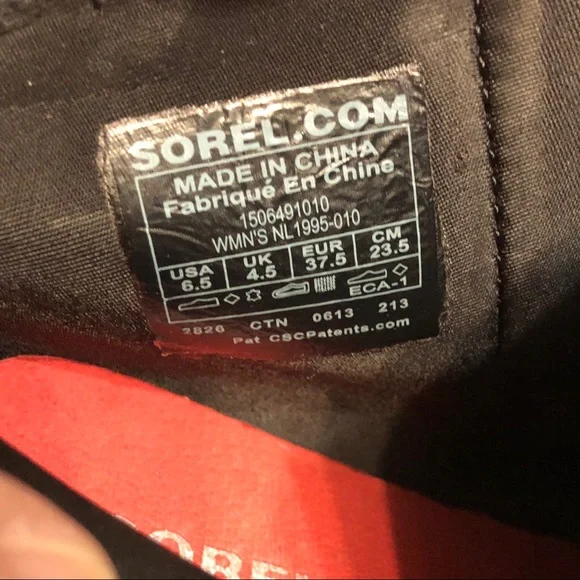 SOREL.COM
MADE IN CHINA
Fabriqué En Chine
1506491010
WMN'S NL1995-010
USA UK EUR CM
6.5 4.5 37.5 23.5
ECA-1
2826 CTN 0613 213
Pat CSCPatents.com
SOREL